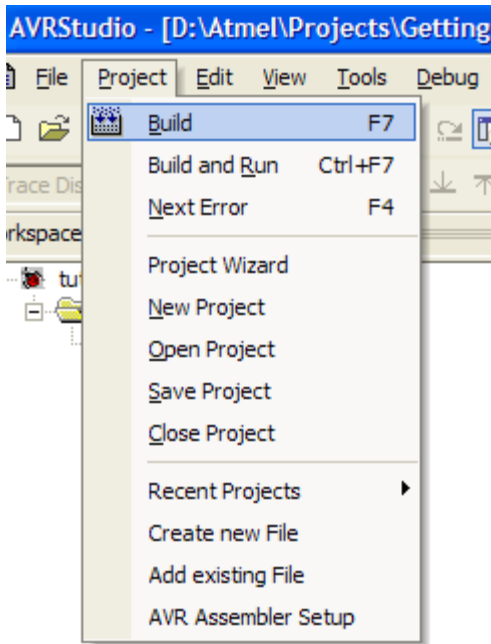 AVRStudio - [D:\Atmel\Projects\Getting
File Project Edit View Tools Debug
Build F7
Trace Dis
Build and Run Ctrl+F7
Next Error F4
Project Wizard
New Project
Open Project
Save Project
Close Project
Recent Projects
Create new File
Add existing File
AVR Assembler Setup